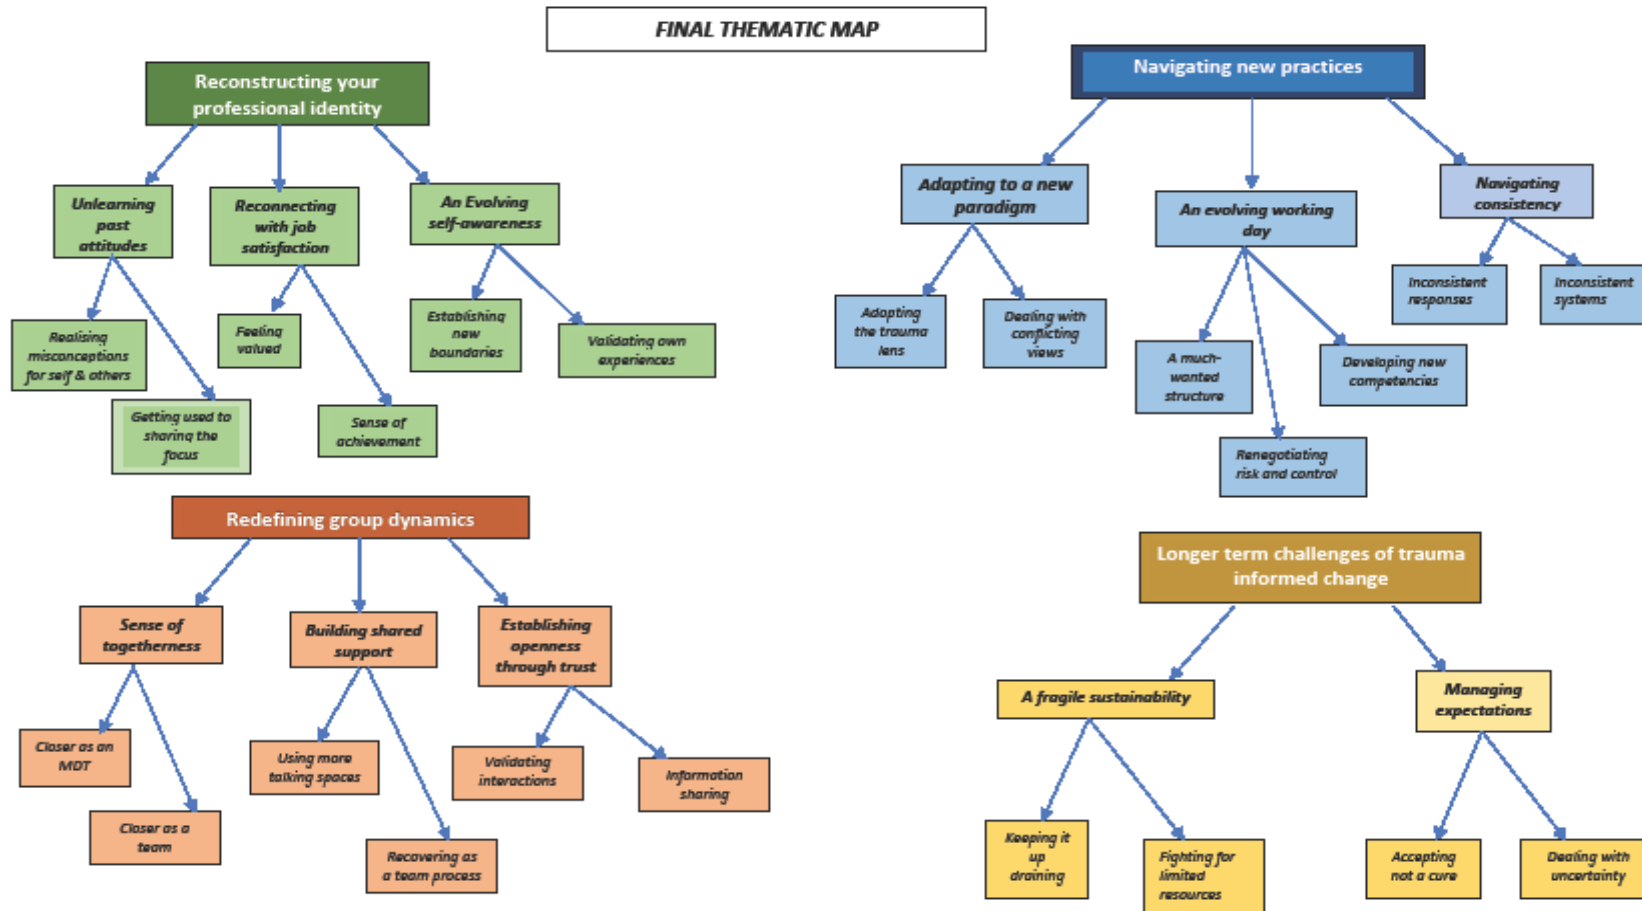 FINAL THEMATIC MAP
Reconstructing your
professional identity
Unlearning
past
attitudes
Reconnecting
with job
satisfaction
An Evolving
self-awareness
Realising
misconceptions
for self & others
Getting used to
sharing the
focus
Feeling
valued
Sense of
achievement
Establishing
new
boundaries
Validating own
experiences
Navigating new practices
Adapting to a new
paradigm
An evolving working
day
Navigating
consistency
Adopting
the trauma
lens
Dealing with
conflicting
views
A much-
wanted
structure
Renegotiating
risk and control
Developing new
competencies
Inconsistent
responses
Inconsistent
systems
Redefining group dynamics
Sense of
togetherness
Building shared
support
Establishing
openness
through trust
Closer as an
MDT
Closer as a
team
Using more
talking spaces
Recovering as
a team process
Validating
interactions
Information
sharing
Longer term challenges of trauma
informed change
A fragile sustainability
Managing
expectations
Keeping it
up
draining
Fighting for
limited
resources
Accepting
not a cure
Dealing with
uncertainty